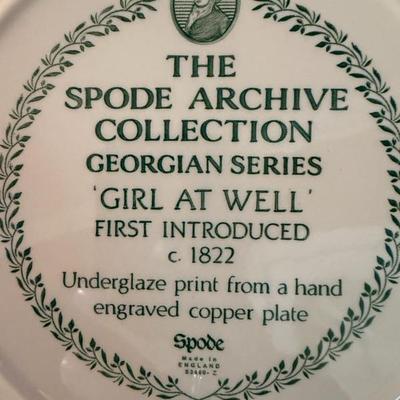 THE
SPODE ARCHIVE
COLLECTION
GEORGIAN SERIES
'GIRL AT WELL'
FIRST INTRODUCED
c. 1822
Underglaze print from a hand
engraved copper plate
Spode
Made in
ENGLAND